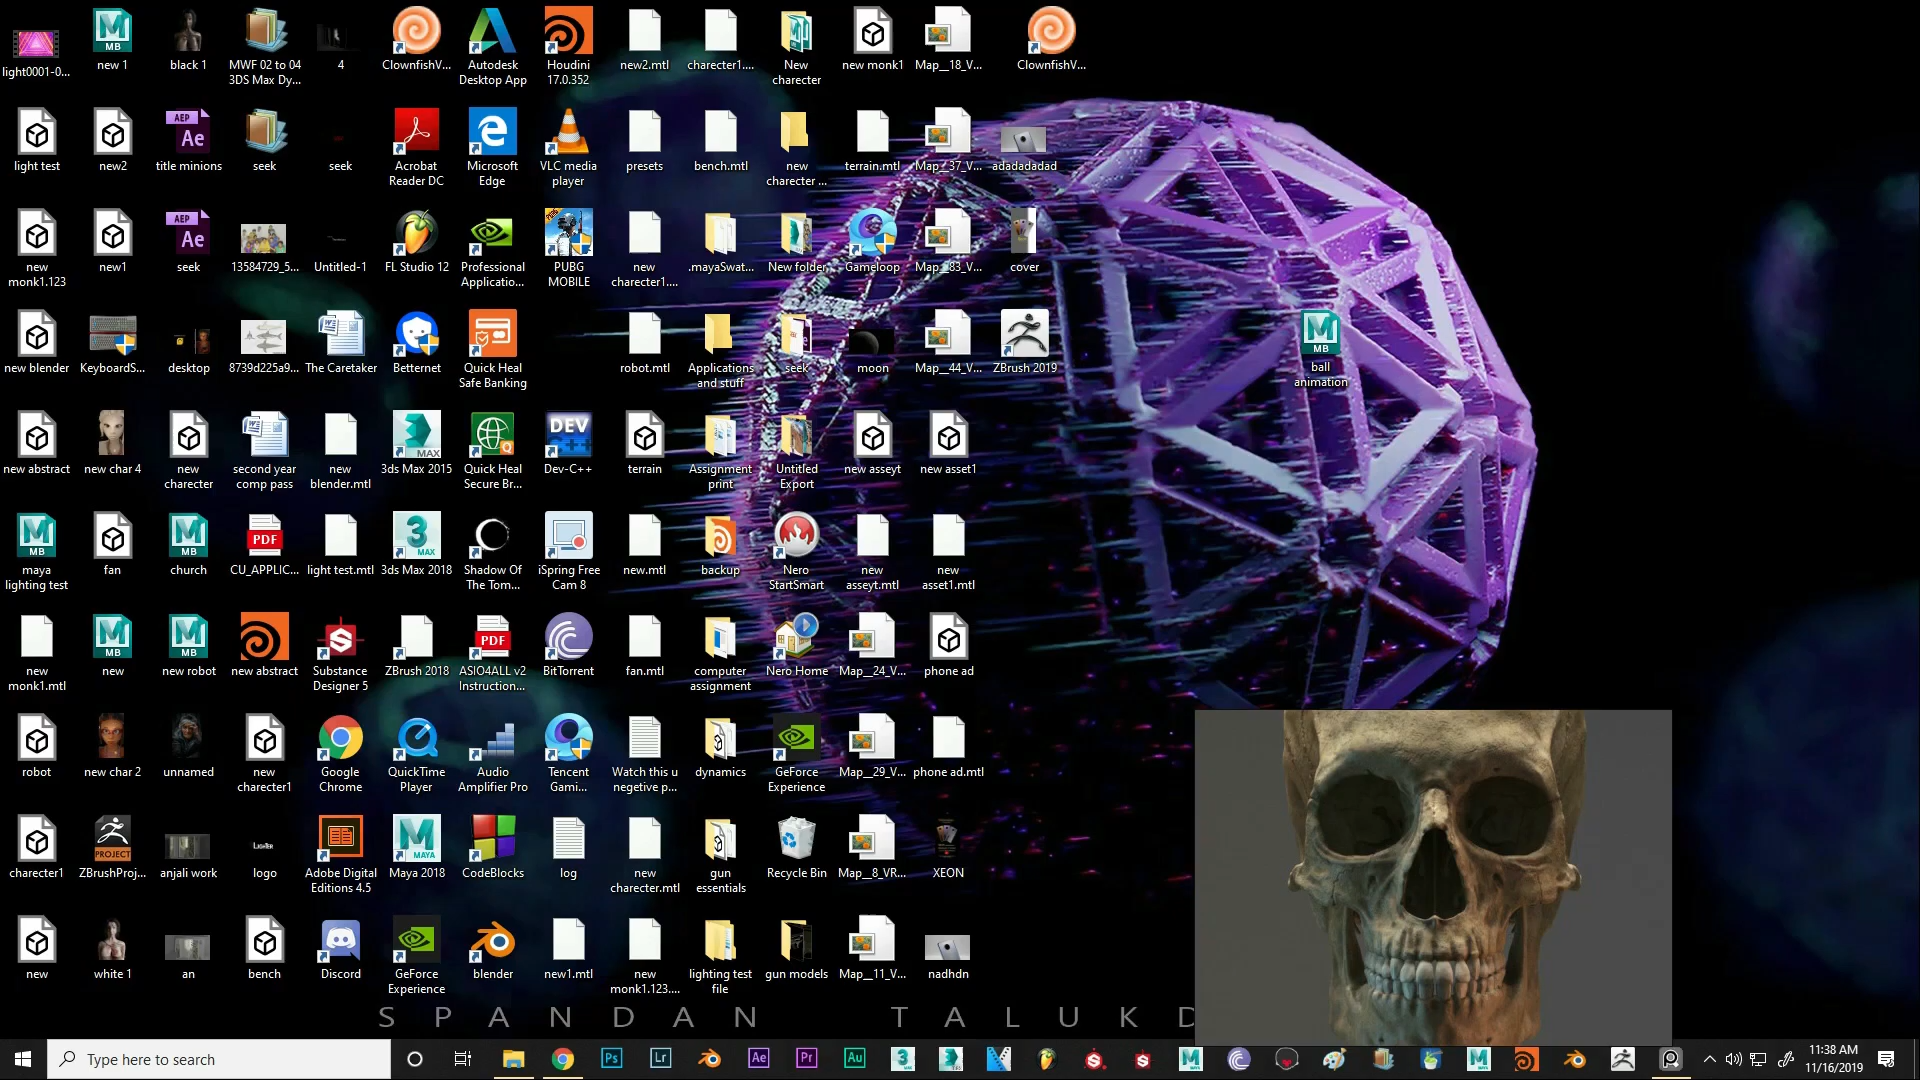 light0001-0...
new 1
black 1
MWF 02 to 04
3DS Max Dy...
4
ClownfishV...
Autodesk
Desktop App
Houdini
17.0.352
new2.mtl
charecter1....
New
charecter
new monk1
Map__18_V...
ClownfishV...
light test
new2
title minions
seek
seek
Acrobat
Reader DC
Microsoft
Edge
VLC media
player
presets
bench.mtl
new
charecter ...
terrain.mtl
Map__37_V...
adadadadad
new
monk1.123
new1
seek
13584729_5...
Untitled-1
FL Studio 12
Professional
Applicatio...
PUBG
MOBILE
new
charecter1....
.mayaSwat...
New folder
Gameloop
Map__83_V...
cover
new blender
KeyboardS...
desktop
8739d225a9...
The Caretaker
Betternet
Quick Heal
Safe Banking
robot.mtl
Applications
and stuff
seek
moon
Map__44_V...
ZBrush 2019
ball
animation
new abstract
new char 4
new
charecter
second year
comp pass
new
blender.mtl
3ds Max 2015
Quick Heal
Secure Br...
Dev-C++
terrain
Assignment
print
Untitled
Export
new asseyt
new asset1
maya
lighting test
fan
church
CU_APPLIC...
light test.mtl
3ds Max 2018
Shadow Of
The Tom...
iSpring Free
Cam 8
new.mtl
backup
Nero
StartSmart
new
asseyt.mtl
new
asset1.mtl
new
monk1.mtl
new
new robot
new abstract
Substance
Designer 5
ZBrush 2018
ASIO4ALL v2
Instruction...
BitTorrent
fan.mtl
computer
assignment
Nero Home
Map__24_V...
phone ad
robot
new char 2
unnamed
new
charecter1
Google
Chrome
QuickTime
Player
Audio
Amplifier Pro
Tencent
Gami...
Watch this u
negetive p...
dynamics
GeForce
Experience
Map__29_V...
phone ad.mtl
charecter1
ZBrushProj...
anjali work
logo
Adobe Digital
Editions 4.5
Maya 2018
CodeBlocks
log
new
charecter.mtl
gun
essentials
Recycle Bin
Map__8_VR...
XEON
new
white 1
an
bench
Discord
GeForce
Experience
blender
new1.mtl
new
monk1.123....
lighting test
file
gun models
Map__11_V...
nadhdn
SPANDAN TALUKD
Type here to search
11:38 AM
11/16/2019